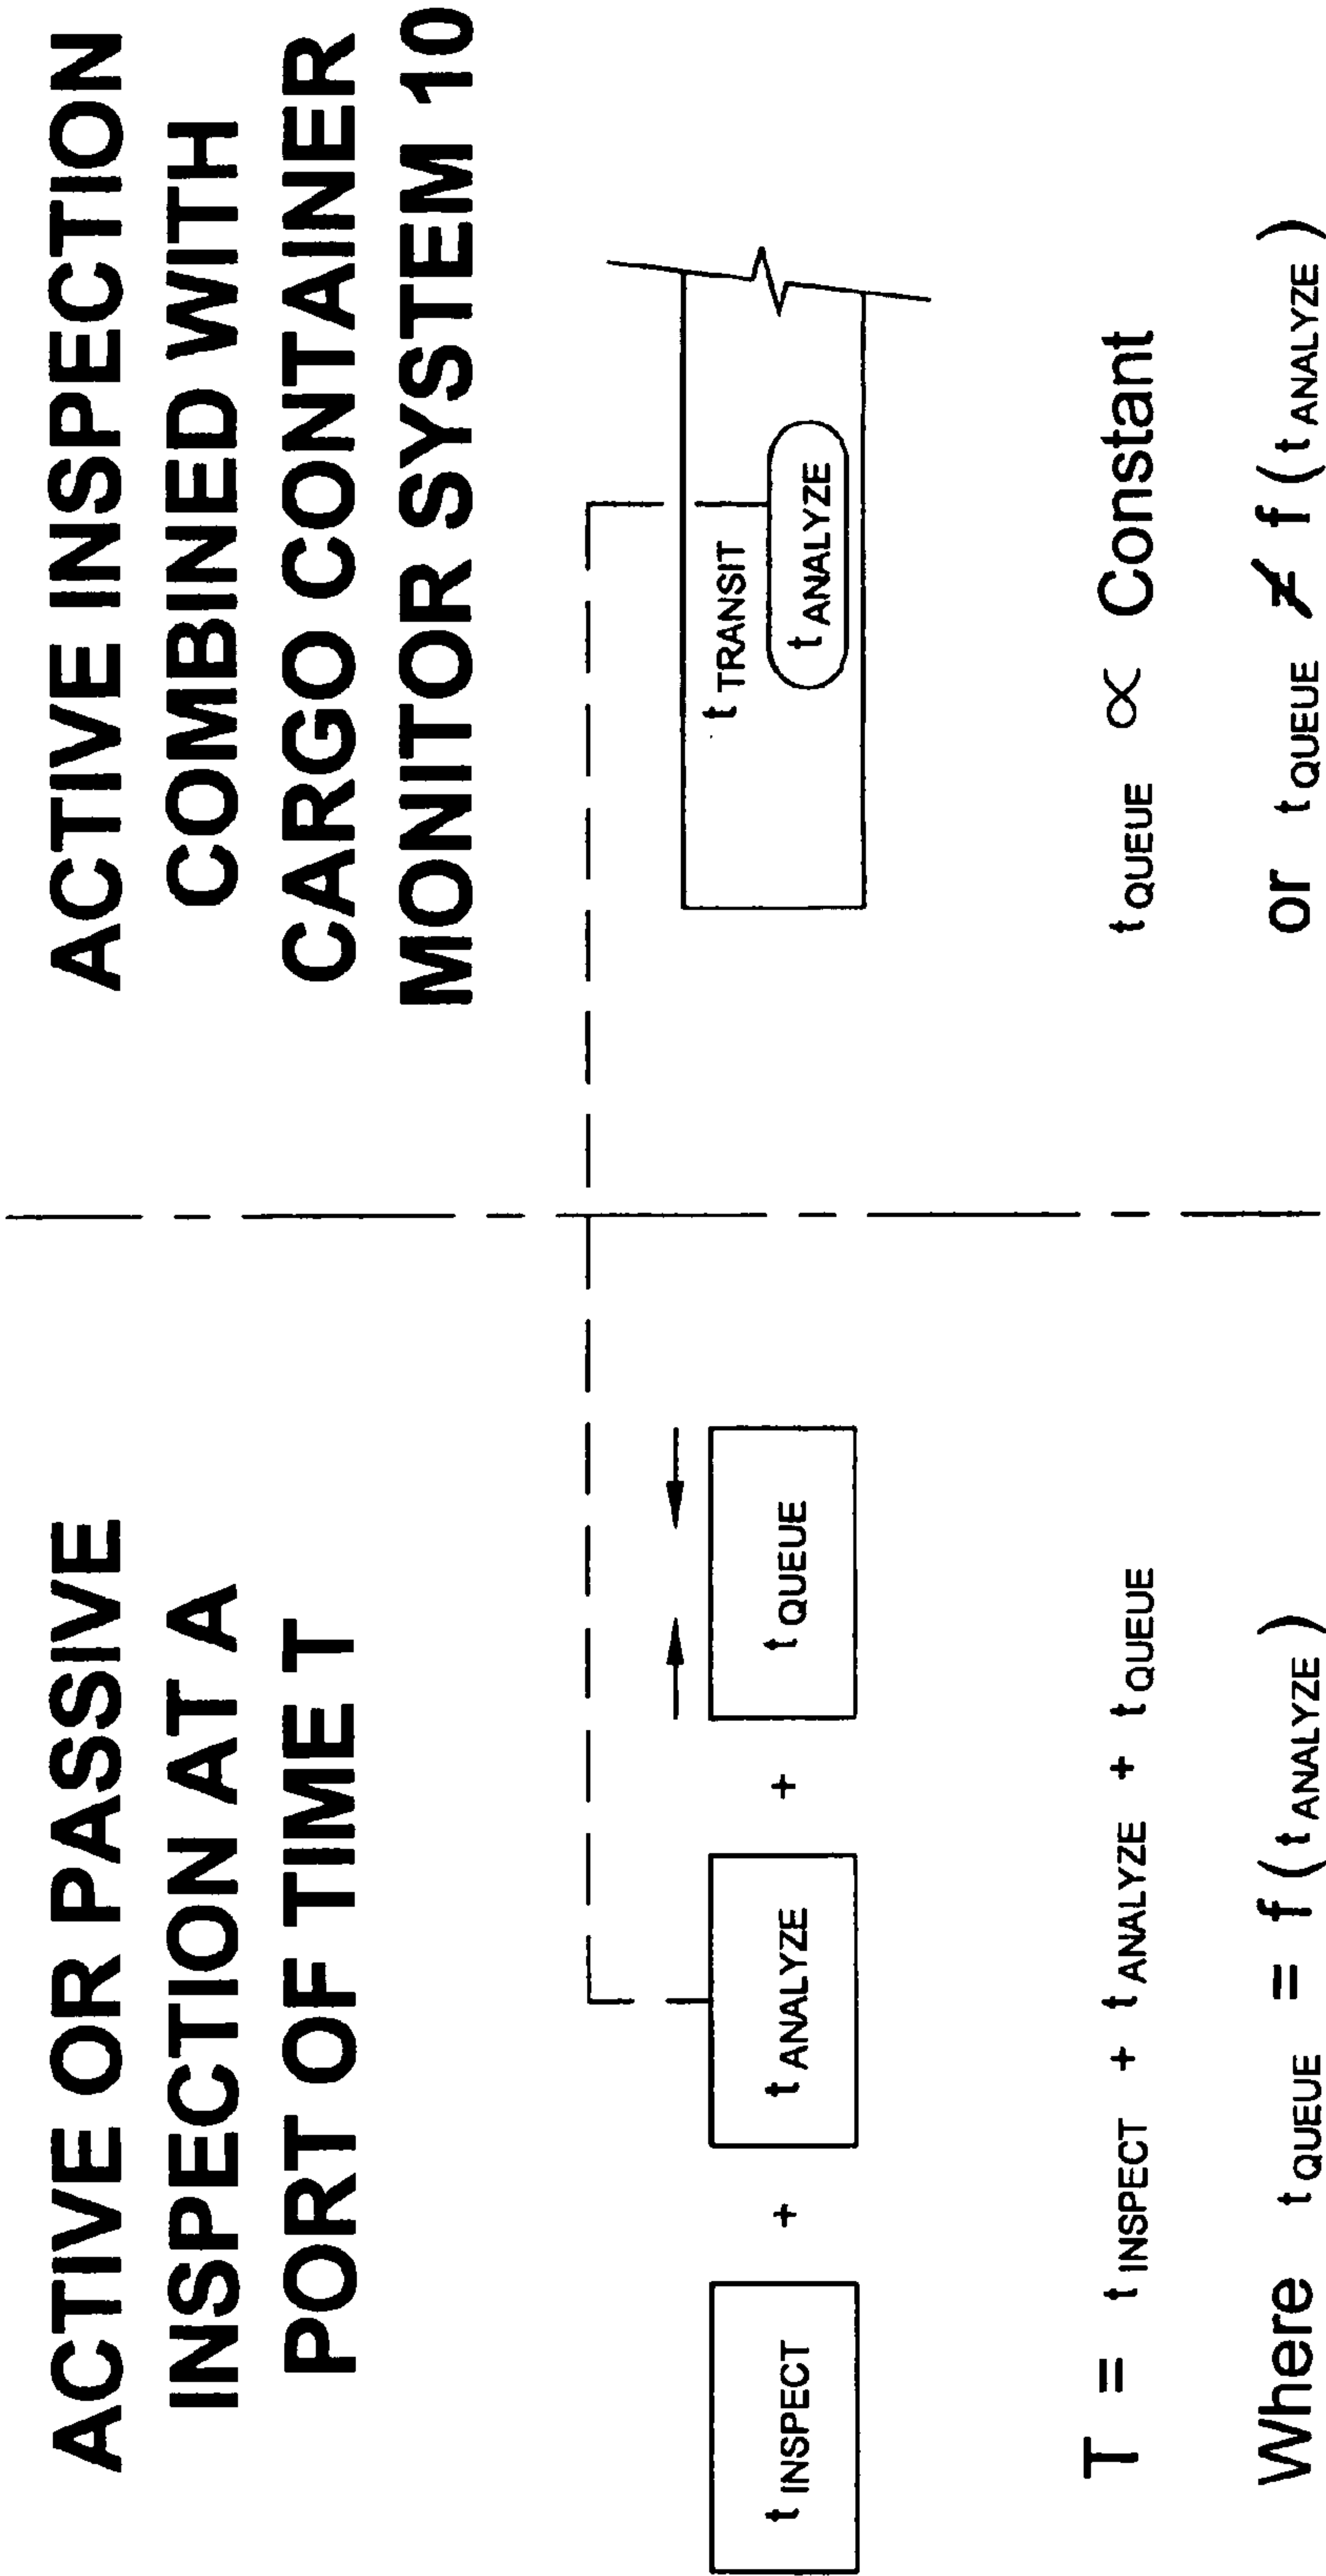 ACTIVE OR PASSIVE
INSPECTION AT A
PORT OF TIME T
t INSPECT + t ANALYZE + t QUEUE
T = t INSPECT + t ANALYZE + t QUEUE
Where t QUEUE = f ( t ANALYZE )
ACTIVE INSPECTION
COMBINED WITH
CARGO CONTAINER
MONITOR SYSTEM 10
t TRANSIT
t ANALYZE
t QUEUE ∝ Constant
or t QUEUE ≠ f ( t ANALYZE )